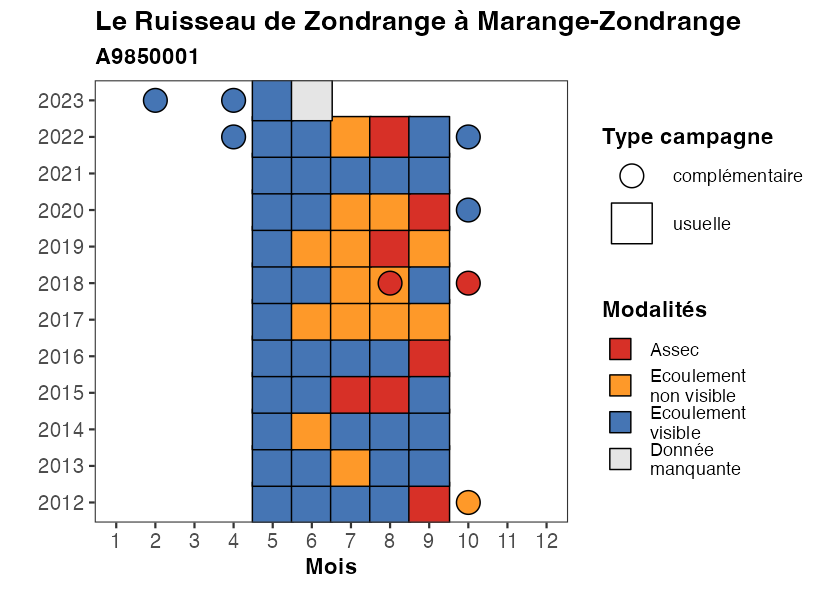 Le Ruisseau de Zondrange à Marange-Zondrange
A9850001
2023
2022
2021
2020
2019
2018
2017
2016
2015
2014
2013
2012
1 2 3 4 5 6 7 8 9 10 11 12
Mois
Type campagne
complémentaire
usuelle
Modalités
Assec
Ecoulement
non visible
Ecoulement
visible
Donnée
manquante